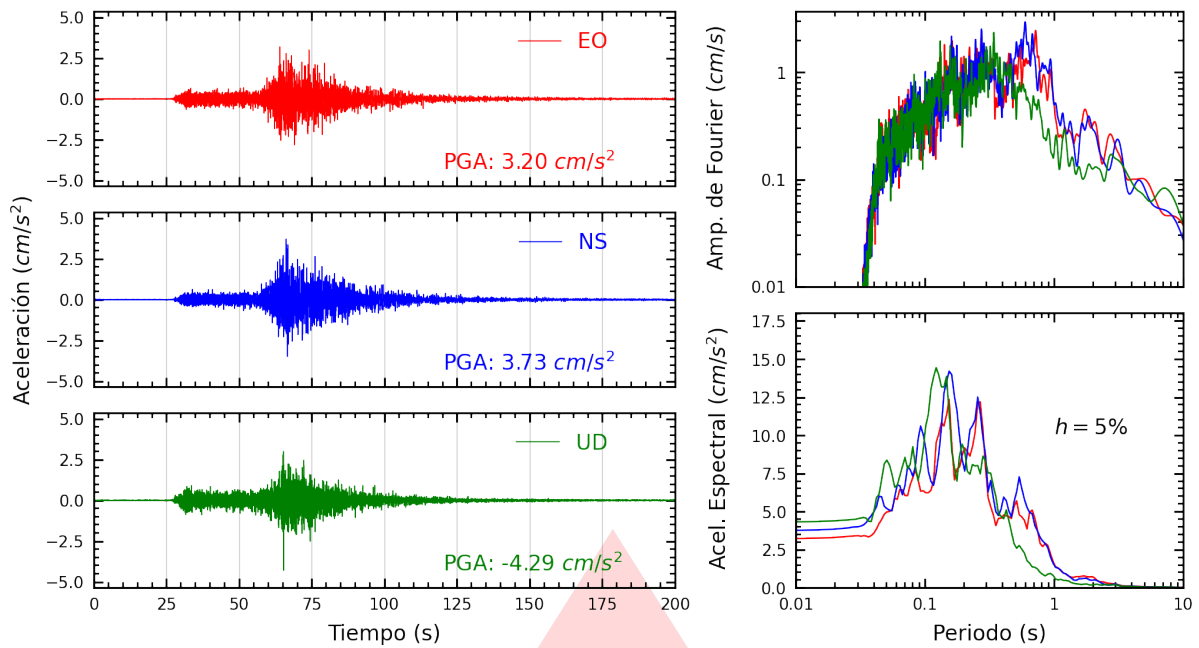 Aceleración (cm/s²)
5.0
2.5
0.0
−2.5
−5.0
EO
PGA: 3.20 cm/s²
5.0
2.5
0.0
−2.5
−5.0
NS
PGA: 3.73 cm/s²
5.0
2.5
0.0
−2.5
−5.0
UD
PGA: -4.29 cm/s²
0 25 50 75 100 125 150 175 200
Tiempo (s)
Amp. de Fourier (cm/s)
1
0.1
0.01
Acel. Espectral (cm/s²)
17.5
15.0
12.5
10.0
7.5
5.0
2.5
0.0
h = 5%
0.01 0.1 1 10
Periodo (s)